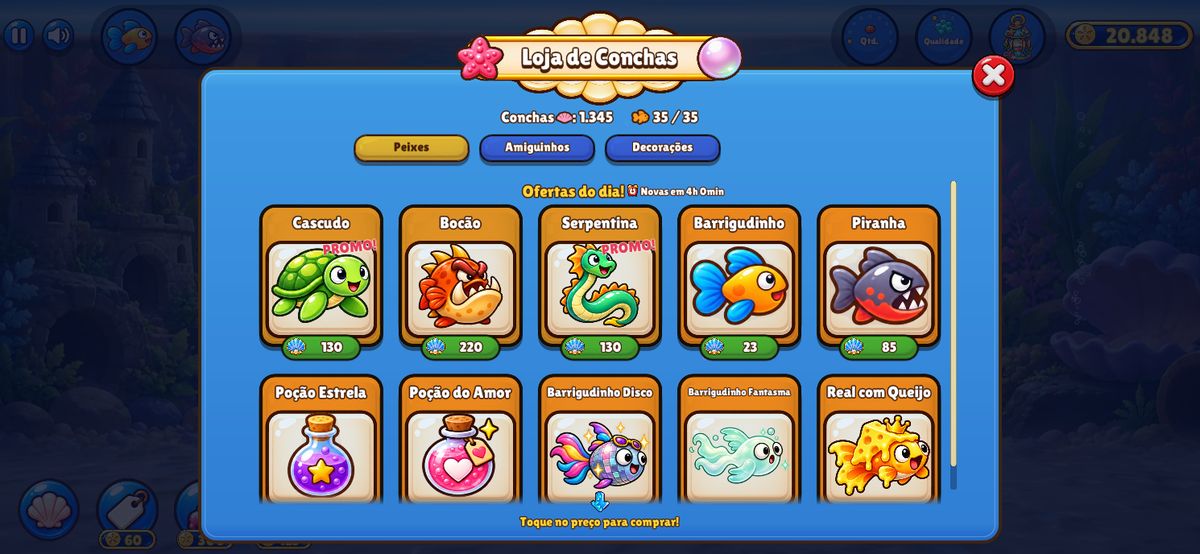 Loja de Conchas
Qtd.
Qualidade
20.848
Conchas : 1.345 35 / 35
Peixes
Amiguinhos
Decorações
Ofertas do dia! Novas em 4h 0min
Cascudo
PROMO!
130
Bocão
220
Serpentina
PROMO!
130
Barrigudinho
23
Piranha
85
Poção Estrela
Poção do Amor
Barrigudinho Disco
Barrigudinho Fantasma
Real com Queijo
Toque no preço para comprar!
60